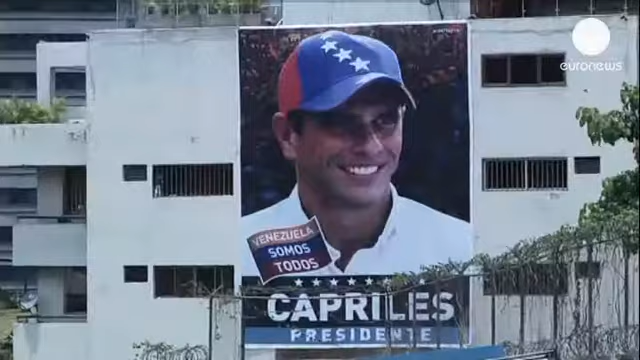 euronews
VENEZUELA
SOMOS
TODOS
CAPRILES
PRESIDENTE